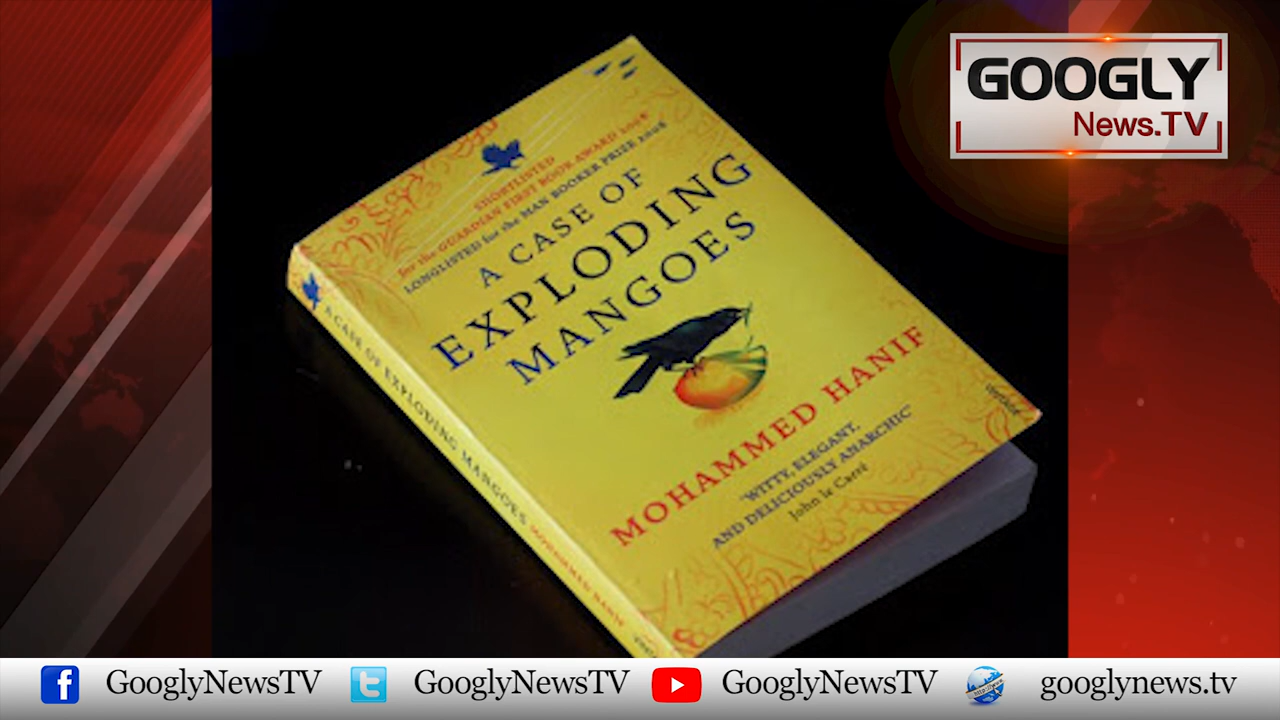 GOOGLY
News.TV
SHORTLISTED
for the GUARDIAN FIRST BOOK AWARD 2008
LONGLISTED for the MAN BOOKER PRIZE 2008
A CASE OF
EXPLODING
MANGOES
MOHAMMED HANIF
'WITTY, ELEGANT,
AND DELICIOUSLY ANARCHIC'
John le Carré
A CASE OF EXPLODING MANGOES MOHAMMED HANIF
GooglyNewsTV
GooglyNewsTV
GooglyNewsTV
googlynews.tv